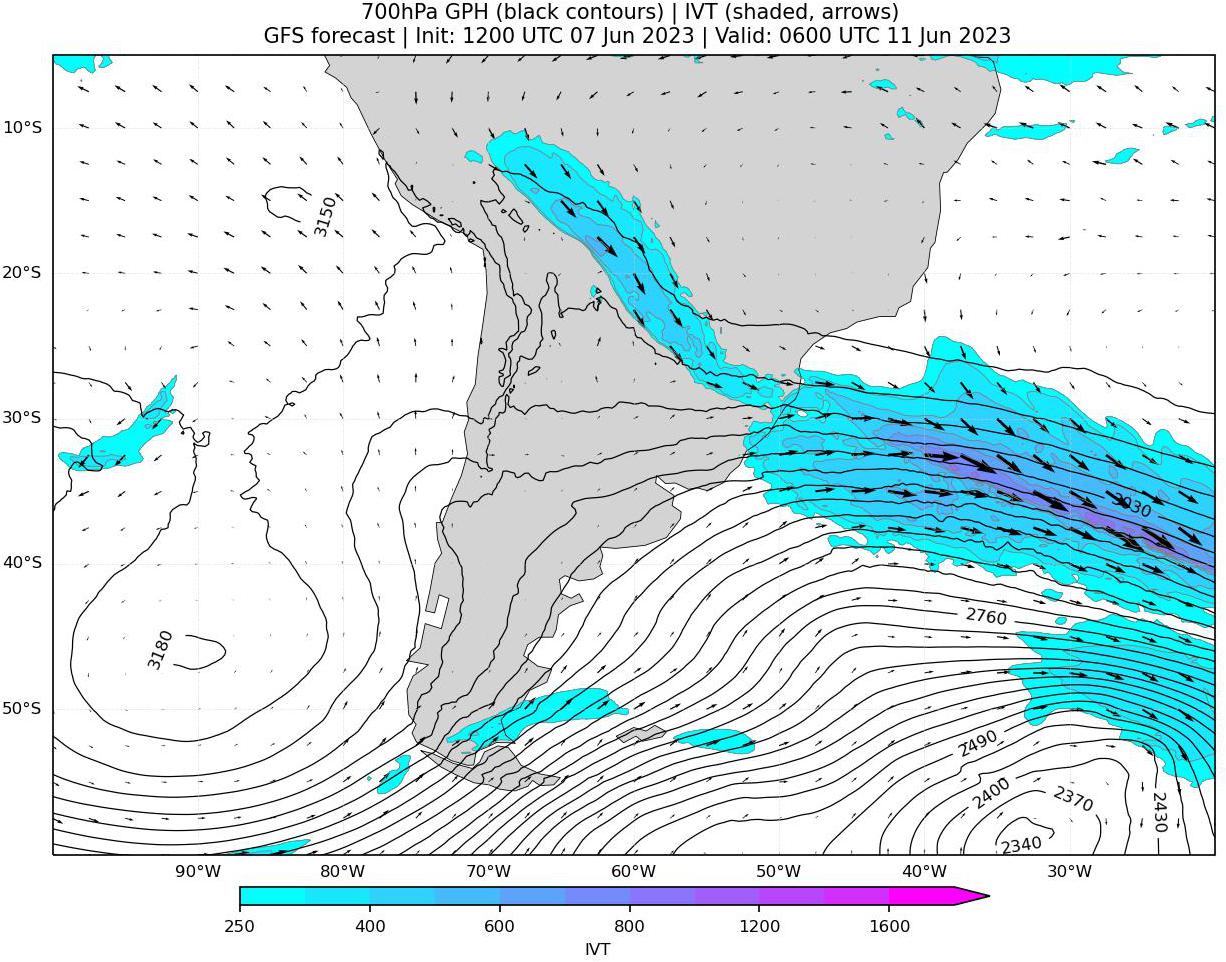 700hPa GPH (black contours) | IVT (shaded, arrows)
GFS forecast | Init: 1200 UTC 07 Jun 2023 | Valid: 0600 UTC 11 Jun 2023
10°S
3150
20°S
30°S
3030
40°S
2760
3180
50°S
2490
2400
2370
2430
2340
90°W 80°W 70°W 60°W 50°W 40°W 30°W
250 400 600 800 1200 1600
IVT